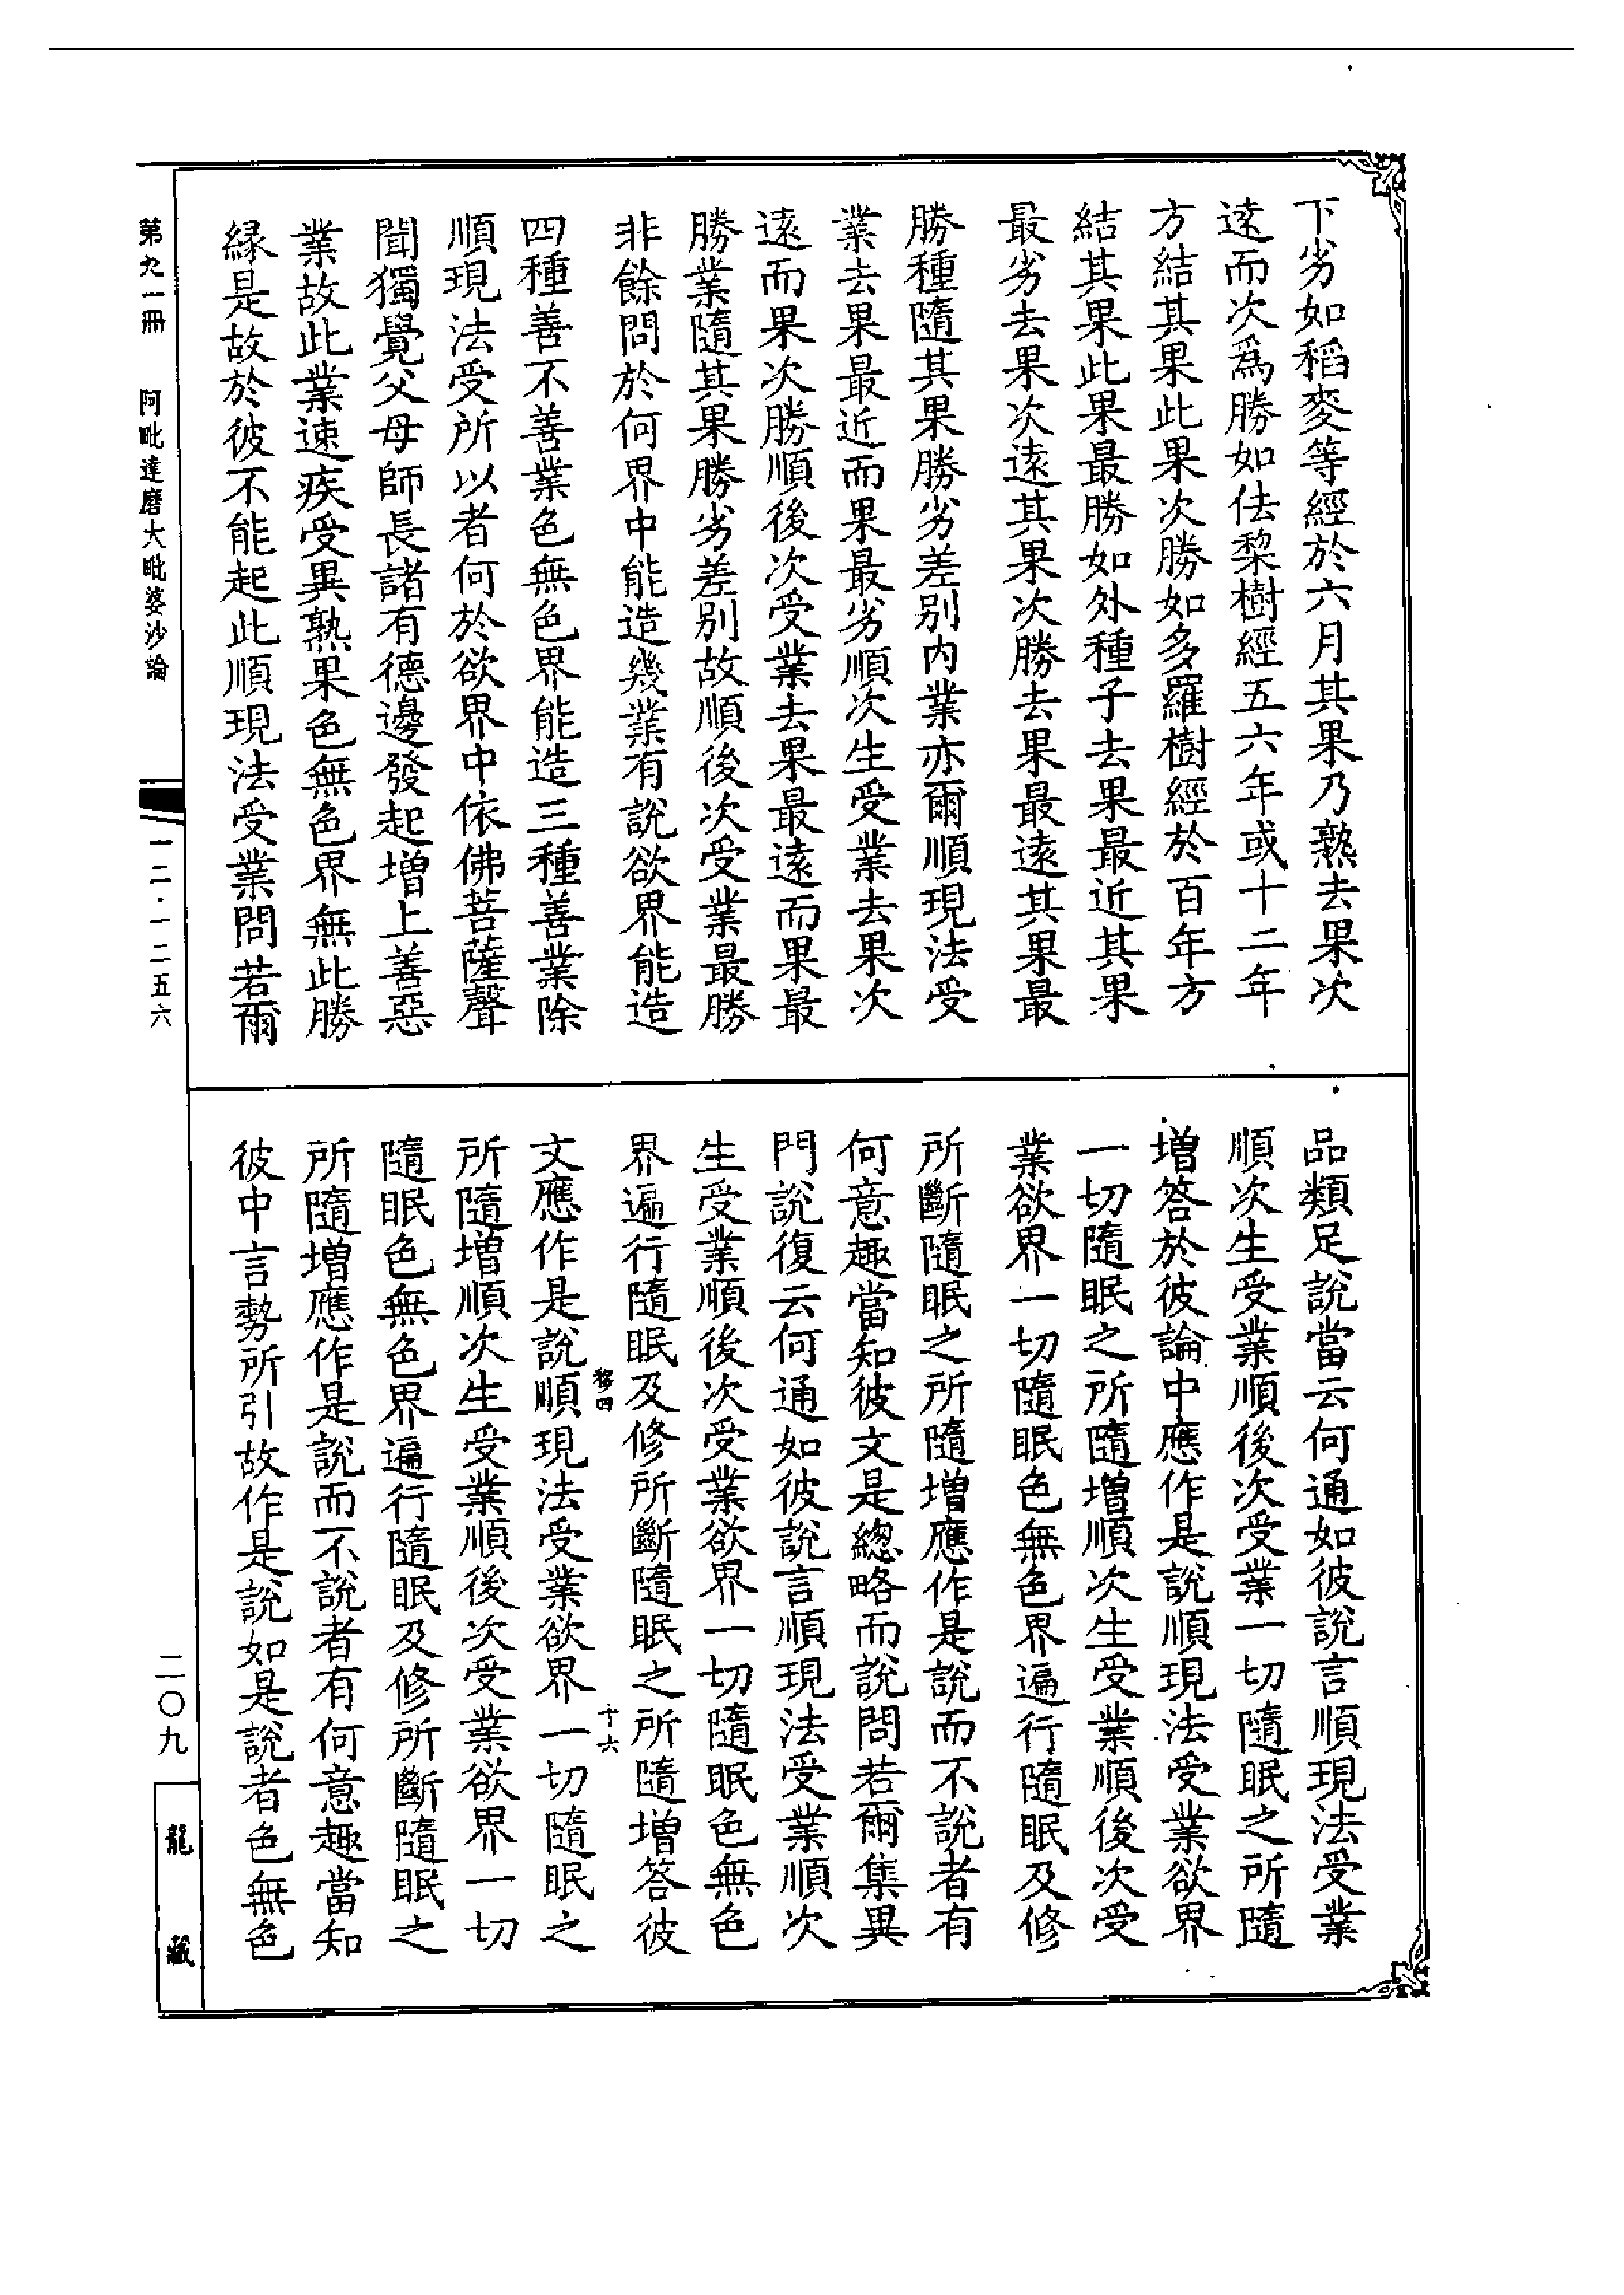 下劣如稻麥等經於六月其果乃熟去果次
遠而次爲勝如佉梨樹經五六年或十二年
方結其果此果次勝如多羅樹經於百年方
結其果此果最勝如外種子去果最近其果
最劣去果次遠其果次勝去果最遠其果最
勝種隨其果勝劣差别内業亦爾順現法受
業去果最近而果最劣順次生受業去果次
遠而果次勝順後次受業去果最遠而果最
勝業隨其果勝劣差别故順後次受業最勝
非餘問於何界中能造幾業有說欲界能造
四種善不善業色無色界能造三種善業除
順現法受所以者何於欲界中依佛菩薩聲
聞獨覺父母師長諸有德邊發起增上善惡
業故此業速疾受異熟果色無色界無此勝
緣是故於彼不能起此順現法受業問若爾
品類足說當云何通如彼說言順現法受業
順次生受業順後次受業一切隨眠之所隨
增答於彼論中應作是說順現法受業欲界
一切隨眠之所隨增順次生受業順後次受
業欲界一切隨眠色無色界遍行隨眠及修
所斷隨眠之所隨增應作是說而不說者有
何意趣當知彼文是總略而說問若爾集異
門說復云何通如彼說言順現法受業順次
生受業順後次受業欲界一切隨眠色無色
界遍行隨眠及修所斷隨眠之所隨增答彼
十六
文應作是說順現法受業欲界一切隨眠之
所隨增順次生受業順後次受業欲界一切
隨眠色無色界遍行隨眠及修所斷隨眠之
所隨增應作是說而不說者有何意趣當知
彼中言勢所引故作是說如是說者色無色
第九一冊 阿毗達磨大毗婆沙論
一二·一二五六
二〇九
龍藏